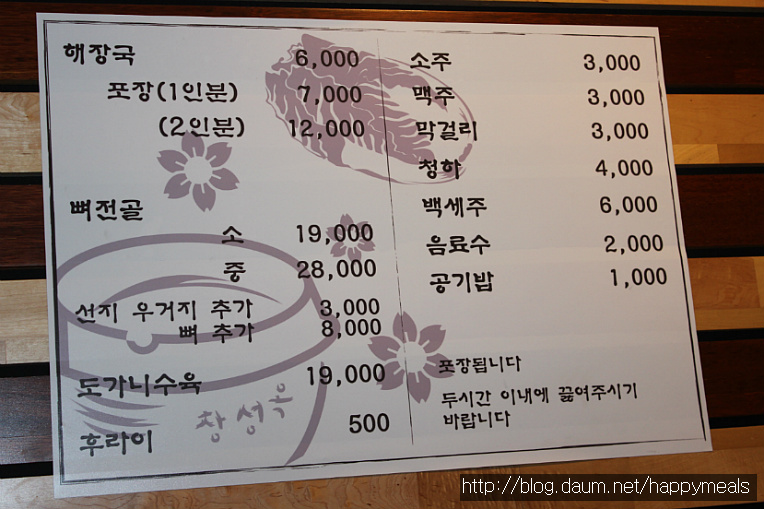 해장국 6,000
포장(1인분) 7,000
(2인분) 12,000
뼈전골
소 19,000
중 28,000
선지 우거지 추가 3,000
뼈 추가 8,000
도가니수육 19,000
창성옥
후라이 500
소주 3,000
맥주 3,000
막걸리 3,000
청하 4,000
백세주 6,000
음료수 2,000
공기밥 1,000
포장됩니다
두시간 이내에 끓여주시기
바랍니다
http://blog.daum.net/happymeals